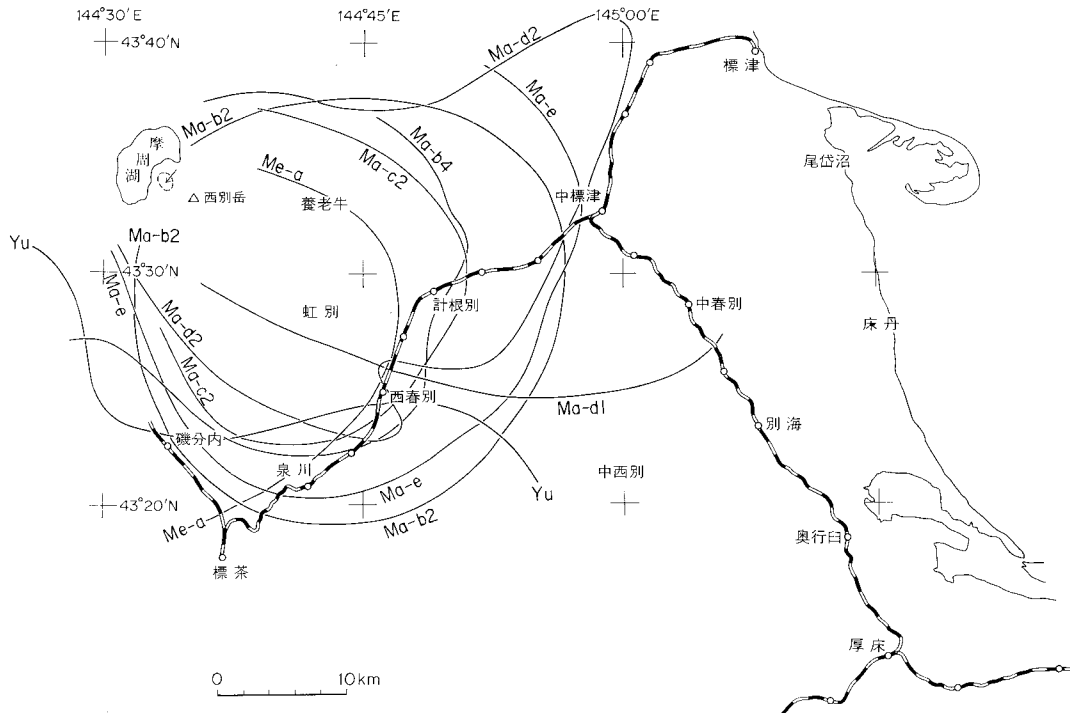 144°30'E
144°45'
145°00'
43°40'N
Ma-d2
標津
Ma-e
Ma-b2
Ma-b4
摩周湖
Ma-c2
尾岱沼
Me-a
西別岳
養老牛
中標津
Yu
Ma-b2
43°30'N
Ma-e
計根別
虹別
中春別
Ma-d2
床丹
Ma-c2
西春別
Ma-d1
別海
磯分内
泉川
中西別
Ma-e
Yu
43°20'N
Me-a
Ma-b2
奥行臼
標茶
厚床
0 10km